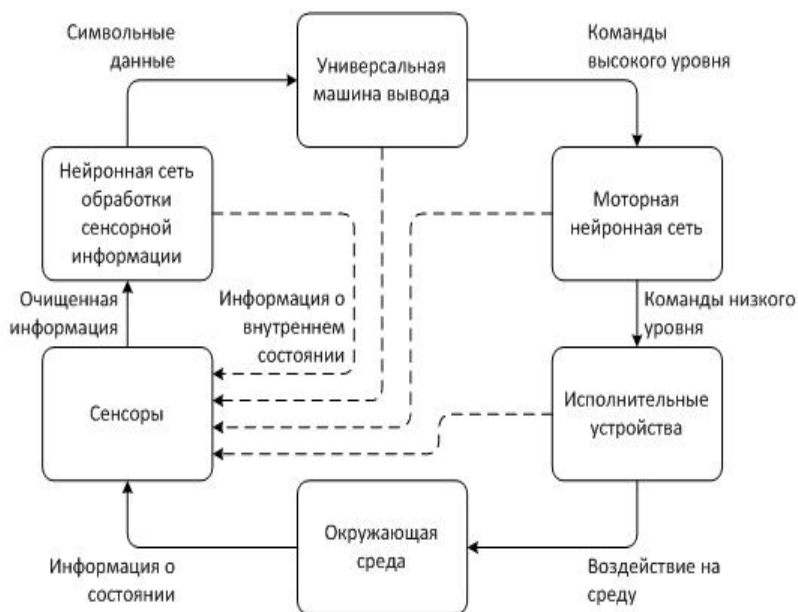 Символьные
данные
Универсальная
машина вывода
Команды
высокого уровня
Нейронная сеть
обработки
сенсорной
информации
Моторная
нейронная сеть
Очищенная
информация
Информация о
внутреннем
состоянии
Команды низкого
уровня
Сенсоры
Исполнительные
устройства
Окружающая
среда
Информация о
состоянии
Воздействие на
среду